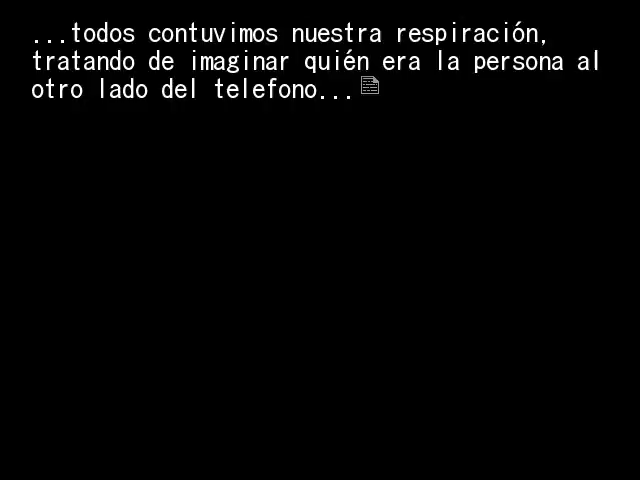 ...todos contuvimos nuestra respiración,
tratando de imaginar quién era la persona al
otro lado del telefono...